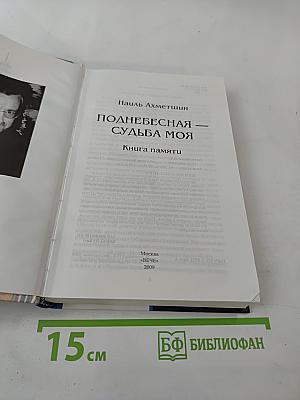 Наиль Ахметшин
ПОДНЕБЕСНАЯ —
СУДЬБА МОЯ
Книга памяти
Москва
«ВЕЧЕ»
2009
15 см
БФ БИБЛИОФАН